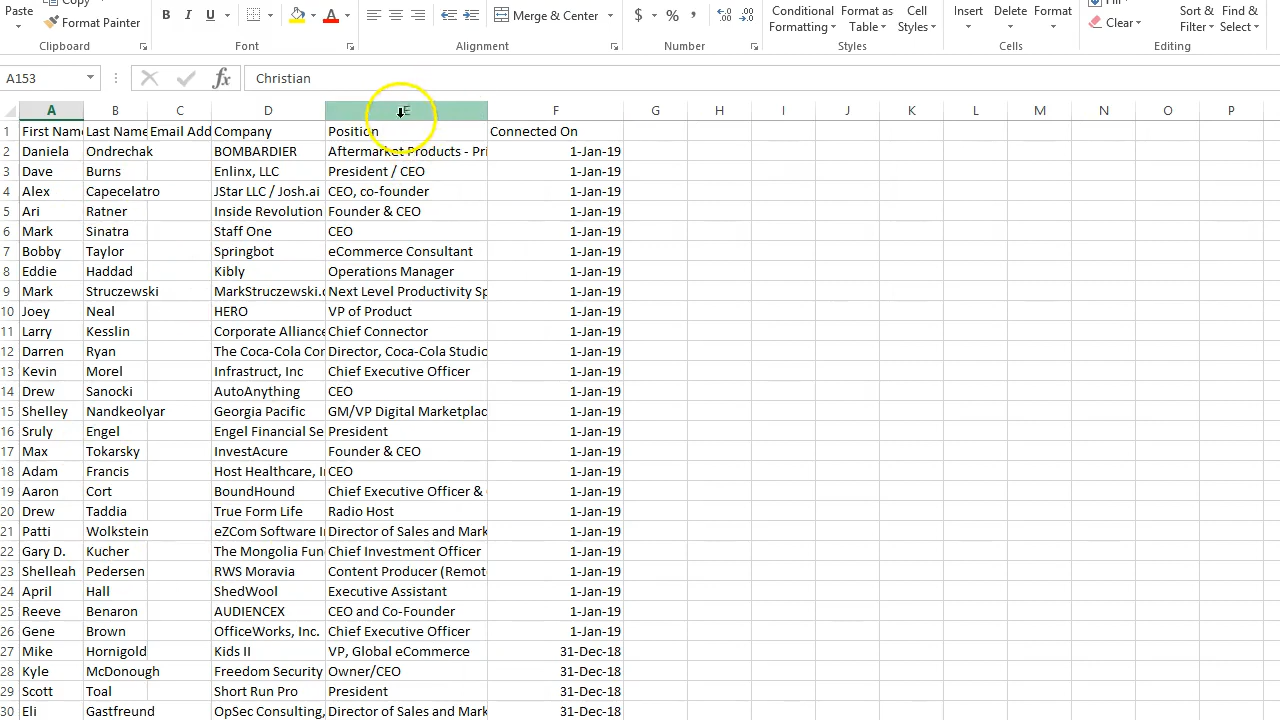 Paste
Copy
Format Painter
B I U A
Merge & Center
$ % ,
Conditional Formatting
Format as Table
Cell Styles
Insert
Delete
Format
Fill
Clear
Sort & Filter
Find & Select
Clipboard Font Alignment Number Styles Cells Editing
A153 fx Christian
A B C D E F G H I J K L M N O P
1 First Name Last Name Email Add Company Position Connected On
2 Daniela Ondrechak BOMBARDIER Aftermarket Products - Pri 1-Jan-19
3 Dave Burns Enlinx, LLC President / CEO 1-Jan-19
4 Alex Capecelatro JStar LLC / Josh.ai CEO, co-founder 1-Jan-19
5 Ari Ratner Inside Revolution Founder & CEO 1-Jan-19
6 Mark Sinatra Staff One CEO 1-Jan-19
7 Bobby Taylor Springbot eCommerce Consultant 1-Jan-19
8 Eddie Haddad Kibly Operations Manager 1-Jan-19
9 Mark Struczewski MarkStruczewski.c Next Level Productivity Sp 1-Jan-19
10 Joey Neal HERO VP of Product 1-Jan-19
11 Larry Kesslin Corporate Alliance Chief Connector 1-Jan-19
12 Darren Ryan The Coca-Cola Cor Director, Coca-Cola Studio 1-Jan-19
13 Kevin Morel Infrastruct, Inc Chief Executive Officer 1-Jan-19
14 Drew Sanocki AutoAnything CEO 1-Jan-19
15 Shelley Nandkeolyar Georgia Pacific GM/VP Digital Marketplac 1-Jan-19
16 Sruly Engel Engel Financial Se President 1-Jan-19
17 Max Tokarsky InvestAcure Founder & CEO 1-Jan-19
18 Adam Francis Host Healthcare, I CEO 1-Jan-19
19 Aaron Cort BoundHound Chief Executive Officer & 1-Jan-19
20 Drew Taddia True Form Life Radio Host 1-Jan-19
21 Patti Wolkstein eZCom Software I Director of Sales and Mark 1-Jan-19
22 Gary D. Kucher The Mongolia Fun Chief Investment Officer 1-Jan-19
23 Shelleah Pedersen RWS Moravia Content Producer (Remot 1-Jan-19
24 April Hall ShedWool Executive Assistant 1-Jan-19
25 Reeve Benaron AUDIENCEX CEO and Co-Founder 1-Jan-19
26 Gene Brown OfficeWorks, Inc. Chief Executive Officer 1-Jan-19
27 Mike Hornigold Kids II VP, Global eCommerce 31-Dec-18
28 Kyle McDonough Freedom Security Owner/CEO 31-Dec-18
29 Scott Toal Short Run Pro President 31-Dec-18
30 Eli Gastfreund OpSec Consulting, Director of Sales and Mark 31-Dec-18